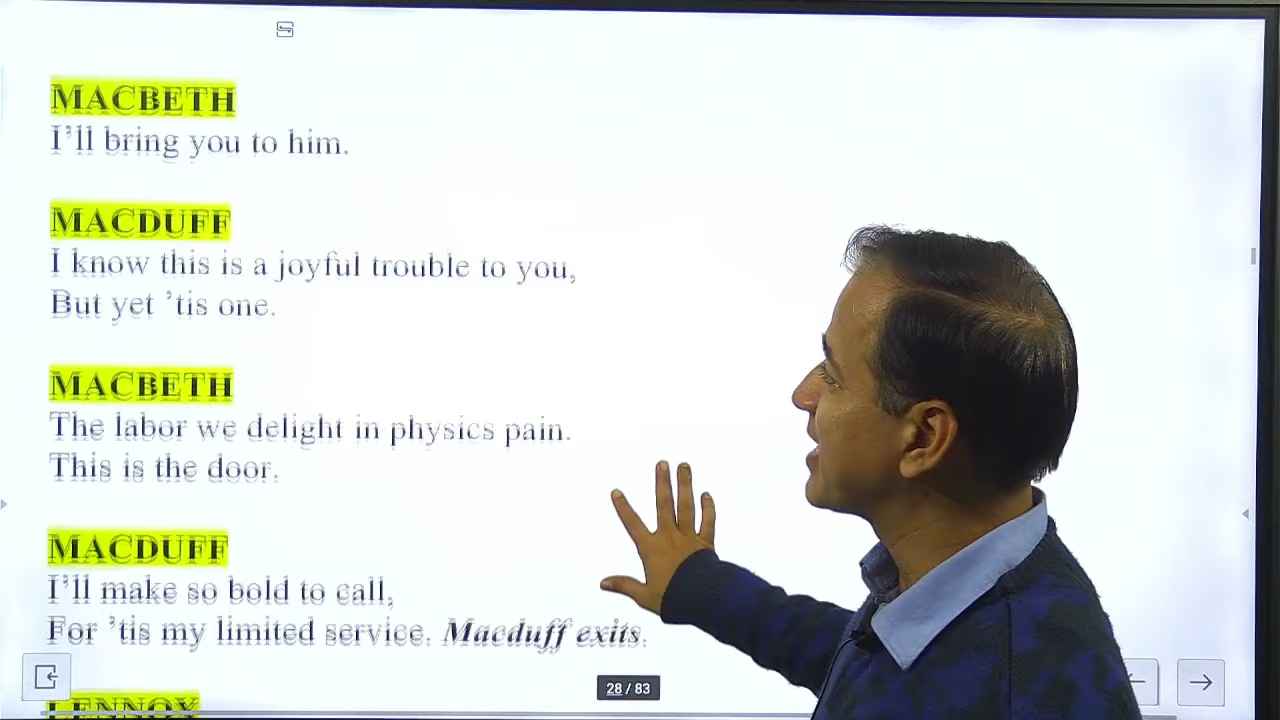 MACBETH
I'll bring you to him.
MACDUFF
I know this is a joyful trouble to you,
But yet 'tis one.
MACBETH
The labor we delight in physics pain.
This is the door.
MACDUFF
I'll make so bold to call,
For 'tis my limited service. Macduff exits.
LENNOX
28 / 83